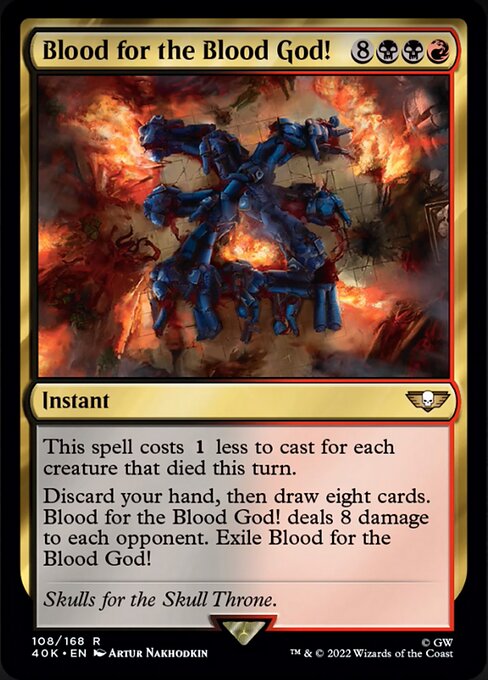 Blood for the Blood God! 8
Instant
This spell costs 1 less to cast for each
creature that died this turn.
Discard your hand, then draw eight cards.
Blood for the Blood God! deals 8 damage
to each opponent. Exile Blood for the
Blood God!
Skulls for the Skull Throne.
108/168 R
40K • EN Artur Nakhodkin
© GW
™ & © 2022 Wizards of the Coast